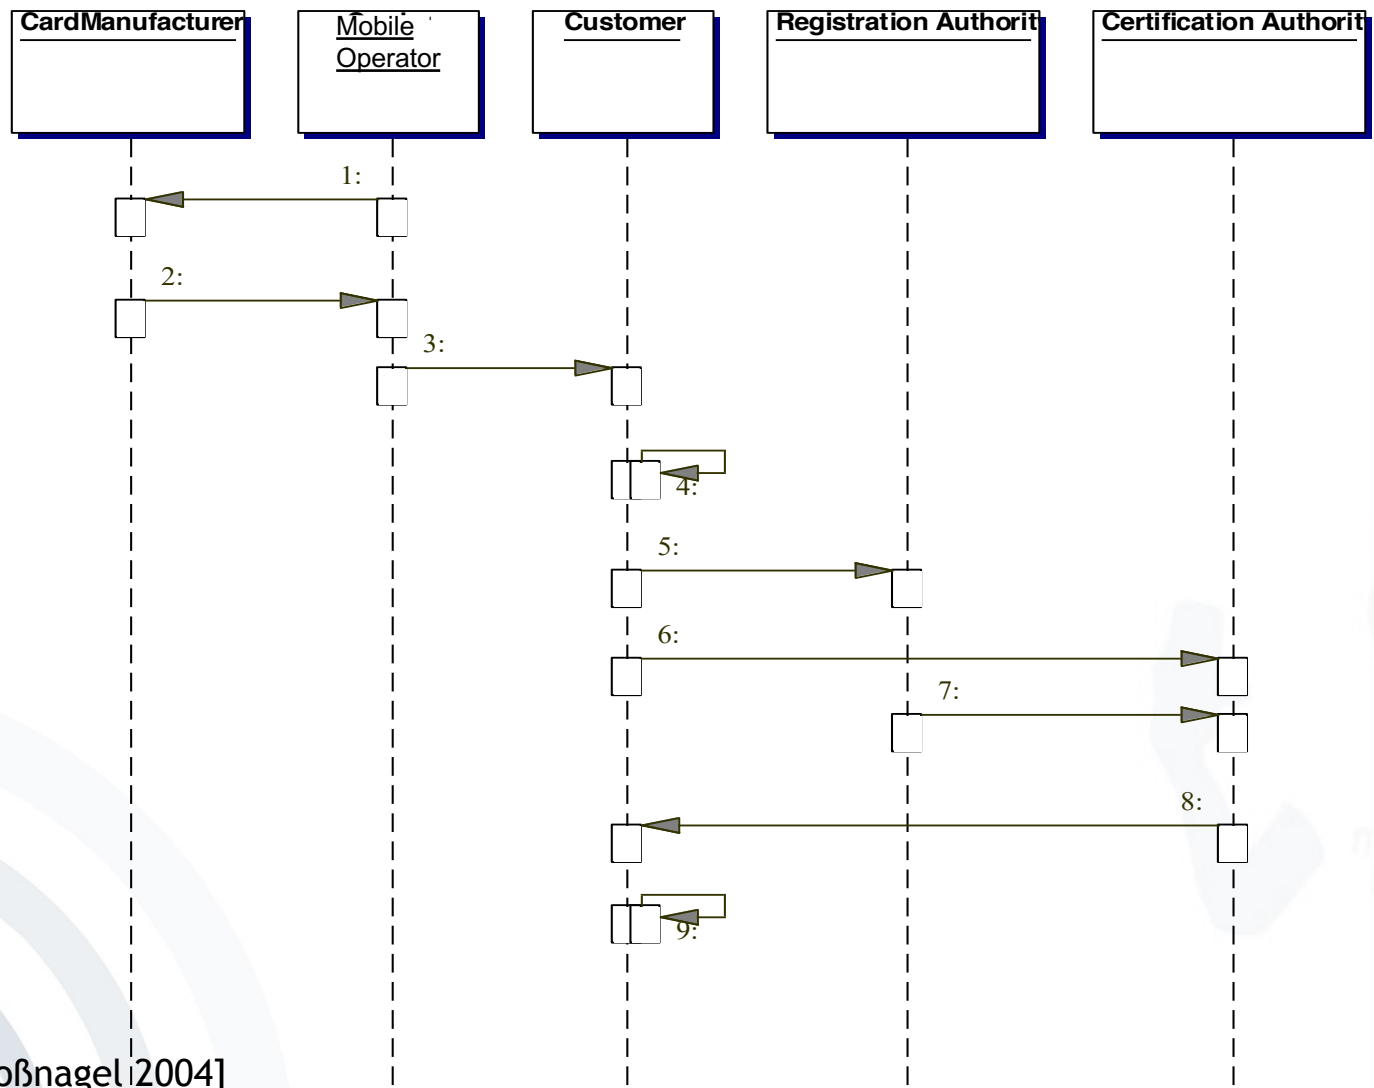 CardManufacturer
Mobile
Operator
Customer
Registration Authorit
Certification Authorit
1:
2:
3:
4:
5:
6:
7:
8:
9:
oßnagel 2004]